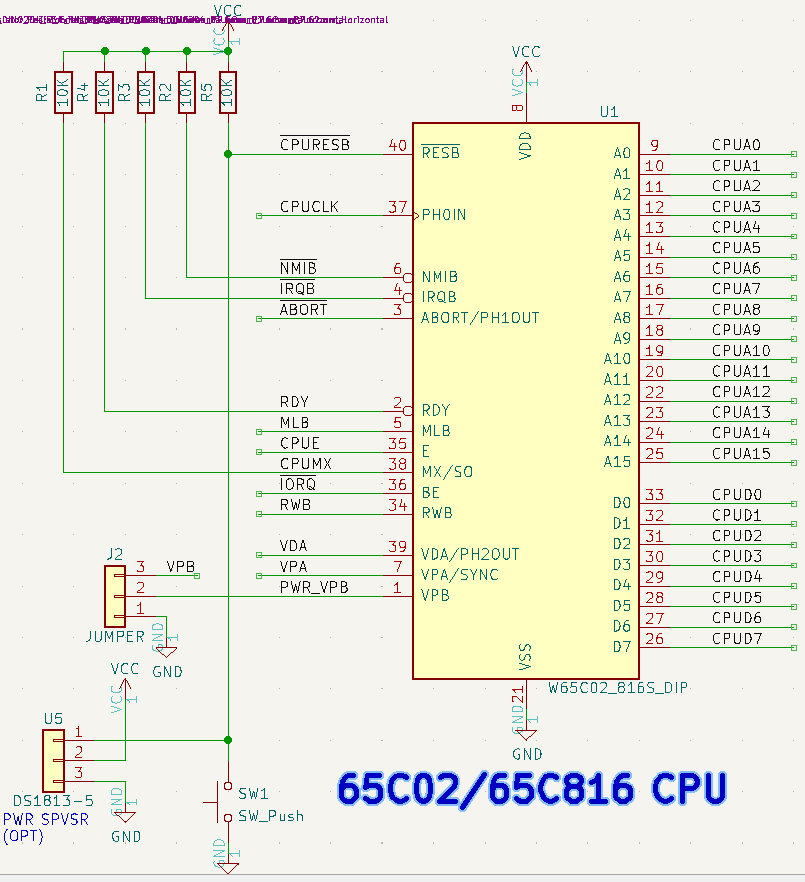 VCC
VCC
1
R1
10K
R4
10K
R3
10K
R2
10K
R5
10K
VCC
VCC
1
8
U1
VDD
CPURESB 40 RESB
CPUCLK 37 PHOIN
NMIB 6 NMIB
IRQB 4 IRQB
ABORT 3 ABORT/PH1OUT
RDY 2 RDY
MLB 5 MLB
CPUE 35 E
CPUMX 38 MX/SO
IORQ 36 BE
RWB 34 RWB
VDA 39 VDA/PH2OUT
VPA 7 VPA/SYNC
PWR_VPB 1 VPB
A0 9 CPUA0
A1 10 CPUA1
A2 11 CPUA2
A3 12 CPUA3
A4 13 CPUA4
A5 14 CPUA5
A6 15 CPUA6
A7 16 CPUA7
A8 17 CPUA8
A9 18 CPUA9
A10 19 CPUA10
A11 20 CPUA11
A12 22 CPUA12
A13 23 CPUA13
A14 24 CPUA14
A15 25 CPUA15
D0 33 CPUD0
D1 32 CPUD1
D2 31 CPUD2
D3 30 CPUD3
D4 29 CPUD4
D5 28 CPUD5
D6 27 CPUD6
D7 26 CPUD7
VSS
21
W65C02_816S_DIP
GND
1
GND
J2
3 VPB
2
1
JUMPER
GND
1
GND
VCC
VCC
1
U5
1
2
3
DS1813-5
PWR SPVSR
(OPT)
GND
1
GND
SW1
SW_Push
GND
1
65C02/65C816 CPU